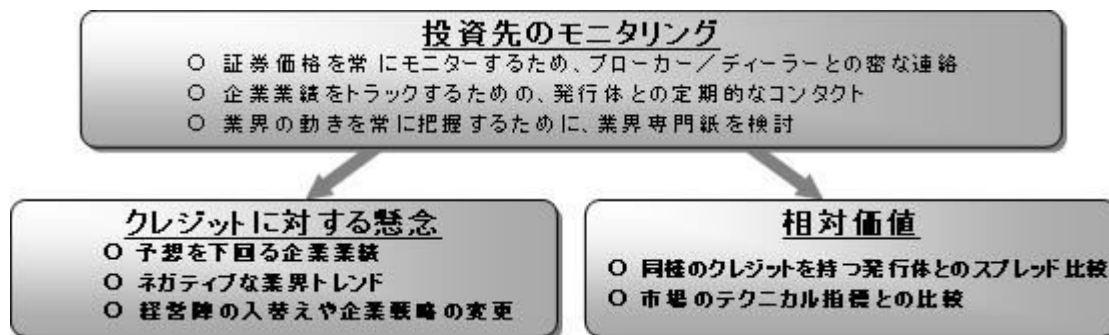 投資先のモニタリング
○ 証券価格を常にモニターするため、ブローカー／ディーラーとの密な連絡
○ 企業業績をトラックするための、発行体との定期的なコンタクト
○ 業界の動きを常に把握するために、業界専門紙を検討
クレジットに対する懸念
○ 予想を下回る企業業績
○ ネガティブな業界トレンド
○ 経営陣の入替えや企業戦略の変更
相対価値
○ 同様のクレジットを持つ発行体とのスプレッド比較
○ 市場のテクニカル指標との比較